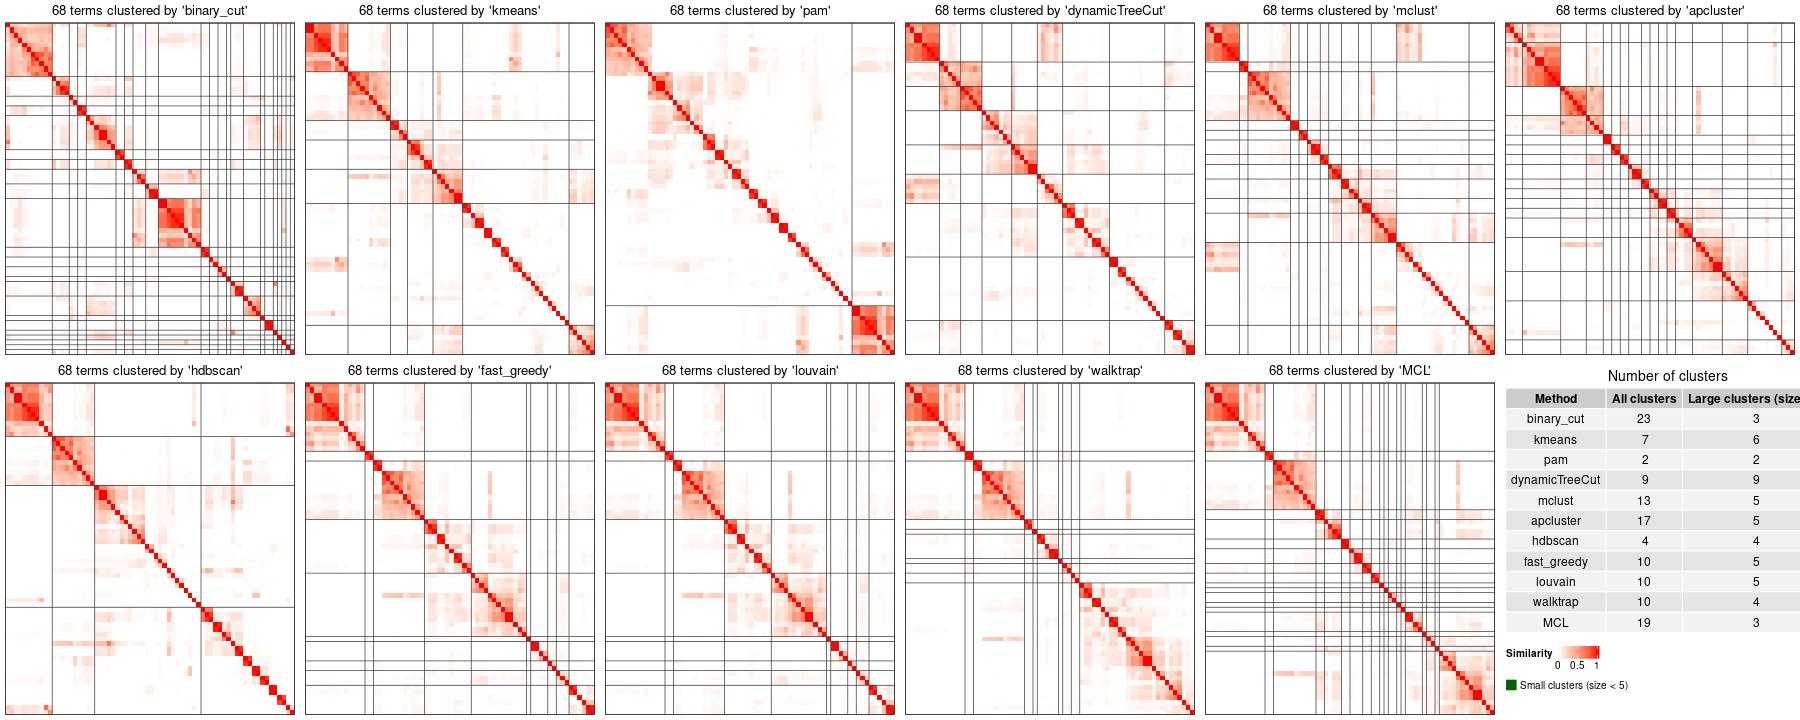 68 terms clustered by 'binary_cut'
68 terms clustered by 'kmeans'
68 terms clustered by 'pam'
68 terms clustered by 'dynamicTreeCut'
68 terms clustered by 'mclust'
68 terms clustered by 'apcluster'
68 terms clustered by 'hdbscan'
68 terms clustered by 'fast_greedy'
68 terms clustered by 'louvain'
68 terms clustered by 'walktrap'
68 terms clustered by 'MCL'
Number of clusters
Method All clusters Large clusters (size
binary_cut 23 3
kmeans 7 6
pam 2 2
dynamicTreeCut 9 9
mclust 13 5
apcluster 17 5
hdbscan 4 4
fast_greedy 10 5
louvain 10 5
walktrap 10 4
MCL 19 3
Similarity
0 0.5 1
Small clusters (size < 5)